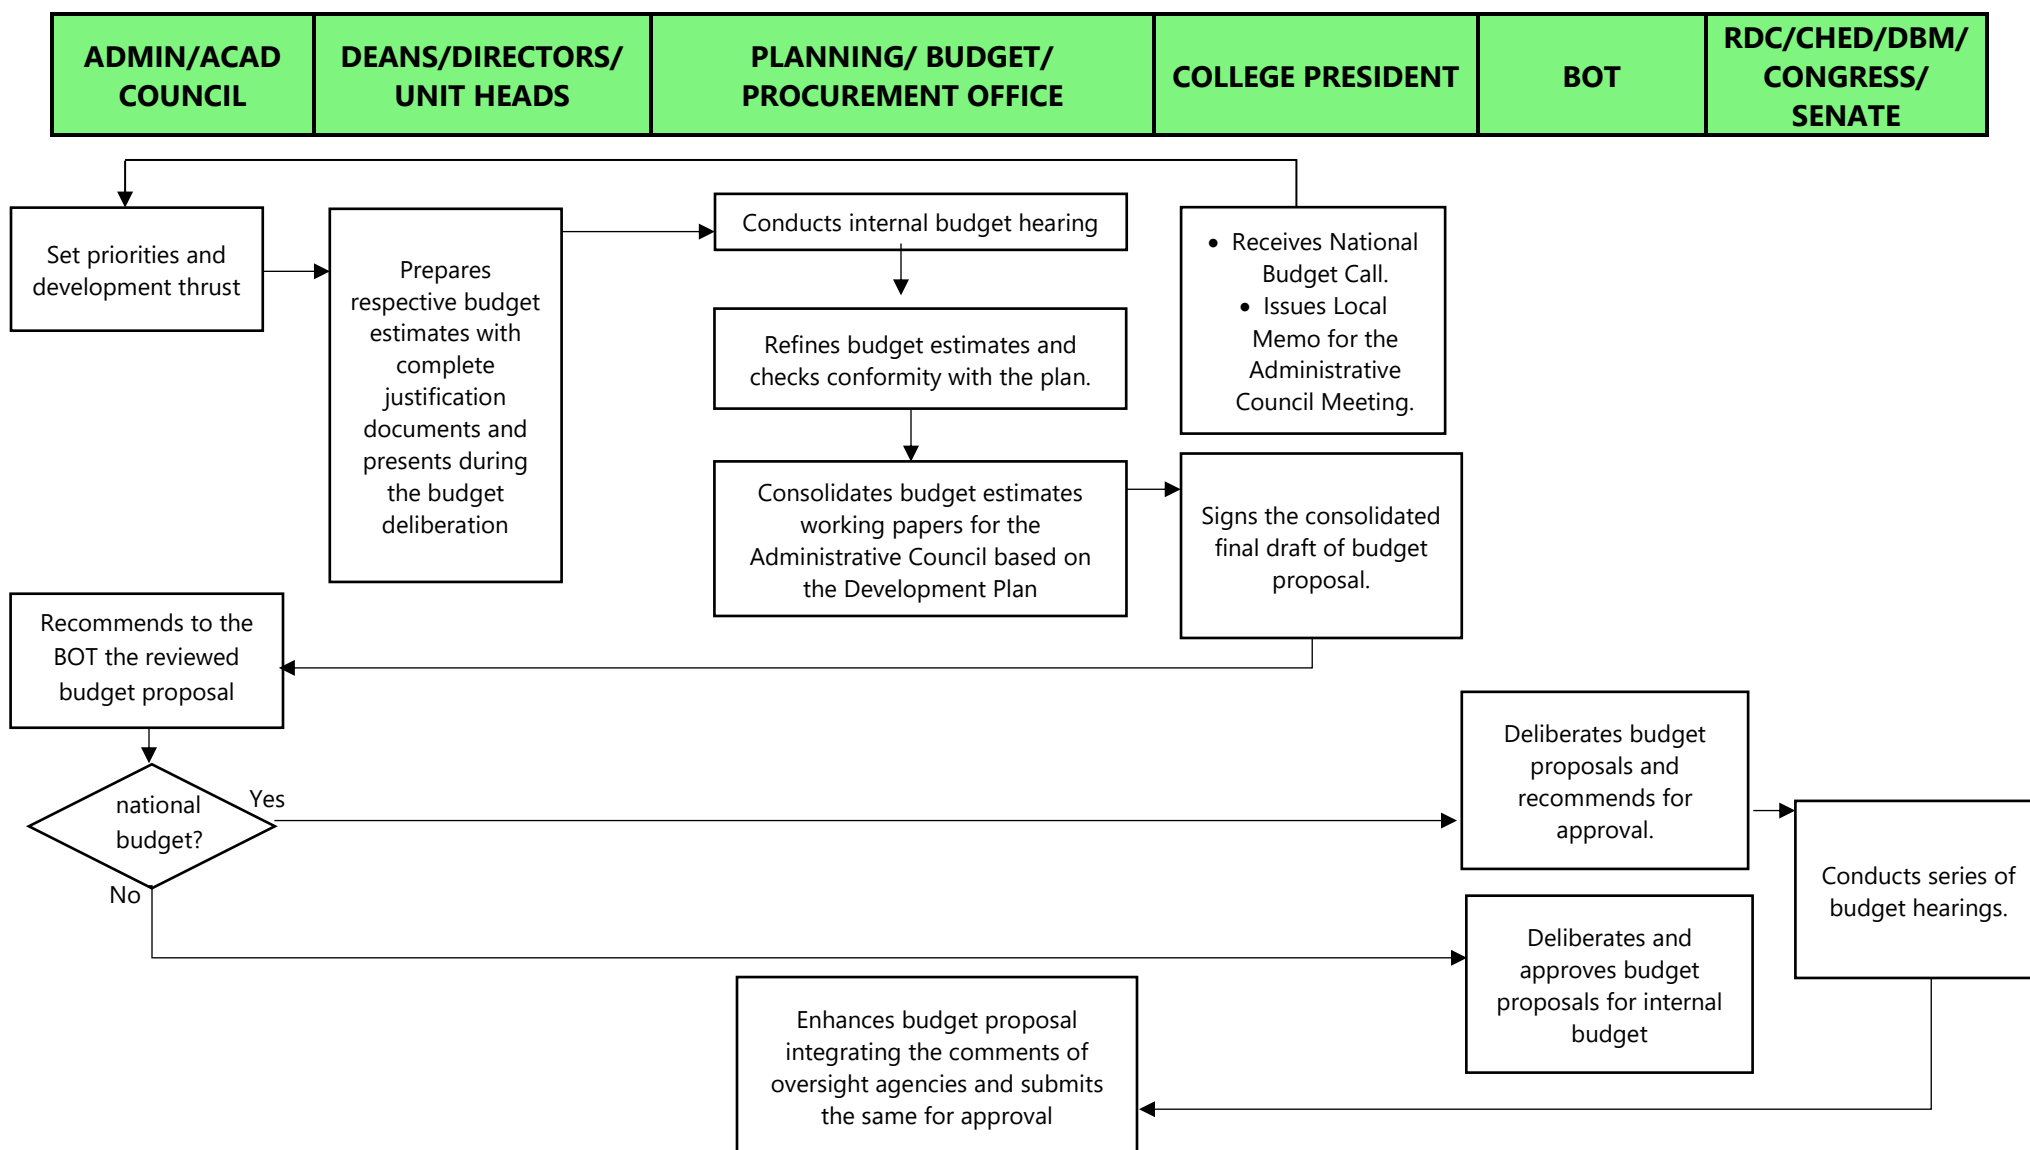 ADMIN/ACAD
COUNCIL
DEANS/DIRECTORS/
UNIT HEADS
PLANNING/ BUDGET/
PROCUREMENT OFFICE
COLLEGE PRESIDENT
BOT
RDC/CHED/DBM/
CONGRESS/
SENATE
Set priorities and
development thrust
Prepares
respective budget
estimates with
complete
justification
documents and
presents during
the budget
deliberation
Conducts internal budget hearing
Refines budget estimates and
checks conformity with the plan.
Consolidates budget estimates
working papers for the
Administrative Council based on
the Development Plan
• Receives National
Budget Call.
• Issues Local
Memo for the
Administrative
Council Meeting.
Signs the consolidated
final draft of budget
proposal.
Recommends to the
BOT the reviewed
budget proposal
national
budget?
Yes
No
Deliberates budget
proposals and
recommends for
approval.
Conducts series of
budget hearings.
Deliberates and
approves budget
proposals for internal
budget
Enhances budget proposal
integrating the comments of
oversight agencies and submits
the same for approval